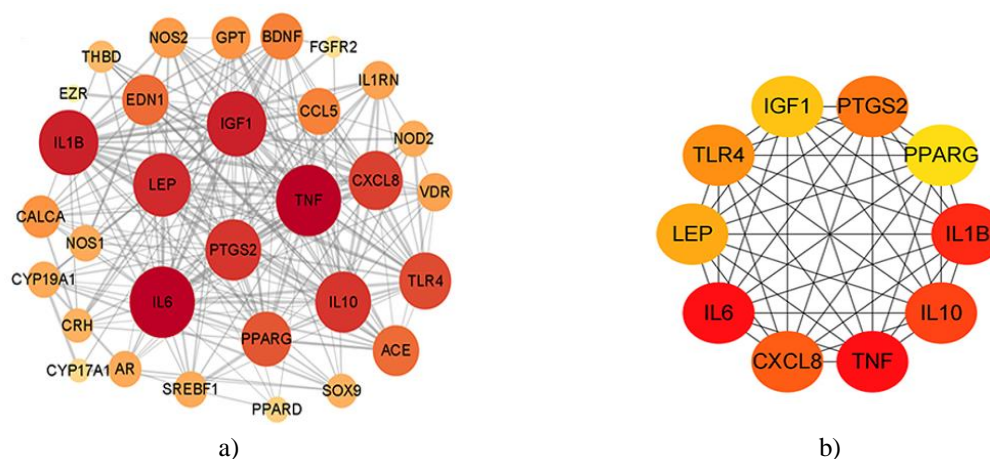 NOS2
GPT
BDNF
FGFR2
THBD
IL1RN
EZR
EDN1
CCL5
IGF1
IL1B
NOD2
LEP
CXCL8
VDR
TNF
CALCA
NOS1
PTGS2
CYP19A1
TLR4
IL6
IL10
CRH
PPARG
ACE
CYP17A1
AR
SREBF1
SOX9
PPARD
a)
IGF1
PTGS2
TLR4
PPARG
LEP
IL1B
IL6
IL10
CXCL8
TNF
b)